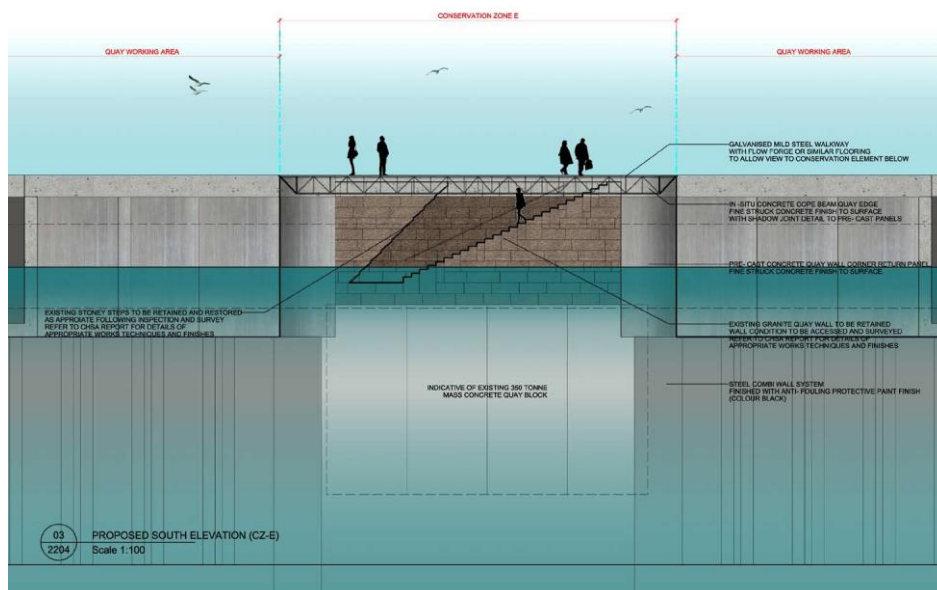 CONSERVATION ZONE E
QUAY WORKING AREA
QUAY WORKING AREA
GALVANISED MILD STEEL WALKWAY
WITH FLOW FORGE OR SIMILAR FLOORING
TO ALLOW VIEW TO CONSERVATION ELEMENT BELOW
IN -SITU CONCRETE COPE BEAM QUAY EDGE
FINE STRUCK CONCRETE FINISH TO SURFACE
WITH SHADOW JOINT DETAIL TO PRE- CAST PANELS
PRE- CAST CONCRETE QUAY WALL CORNER RETURN PANEL
FINE STRUCK CONCRETE FINISH TO SURFACE
EXISTING STONEY STEPS TO BE RETAINED AND RESTORED
AS APPROIATE FOLLOWING INSPECTION AND SURVEY
REFER TO CHSA REPORT FOR DETAILS OF
APPROPRIATE WORKS TECHNIQUES AND FINISHES
EXISTING GRANITE QUAY WALL TO BE RETAINED
WALL CONDITION TO BE ACCESSED AND SURVEYED
REFER TO CHSA REPORT FOR DETAILS OF
APPROPRIATE WORKS TECHNIQUES AND FINISHES
INDICATIVE OF EXISTING 350 TONNE
MASS CONCRETE QUAY BLOCK
STEEL COMBI WALL SYSTEM
FINISHED WITH ANTI- FOULING PROTECTIVE PAINT FINISH
(COLOUR BLACK)
03
2204
PROPOSED SOUTH ELEVATION (CZ-E)
Scale 1:100